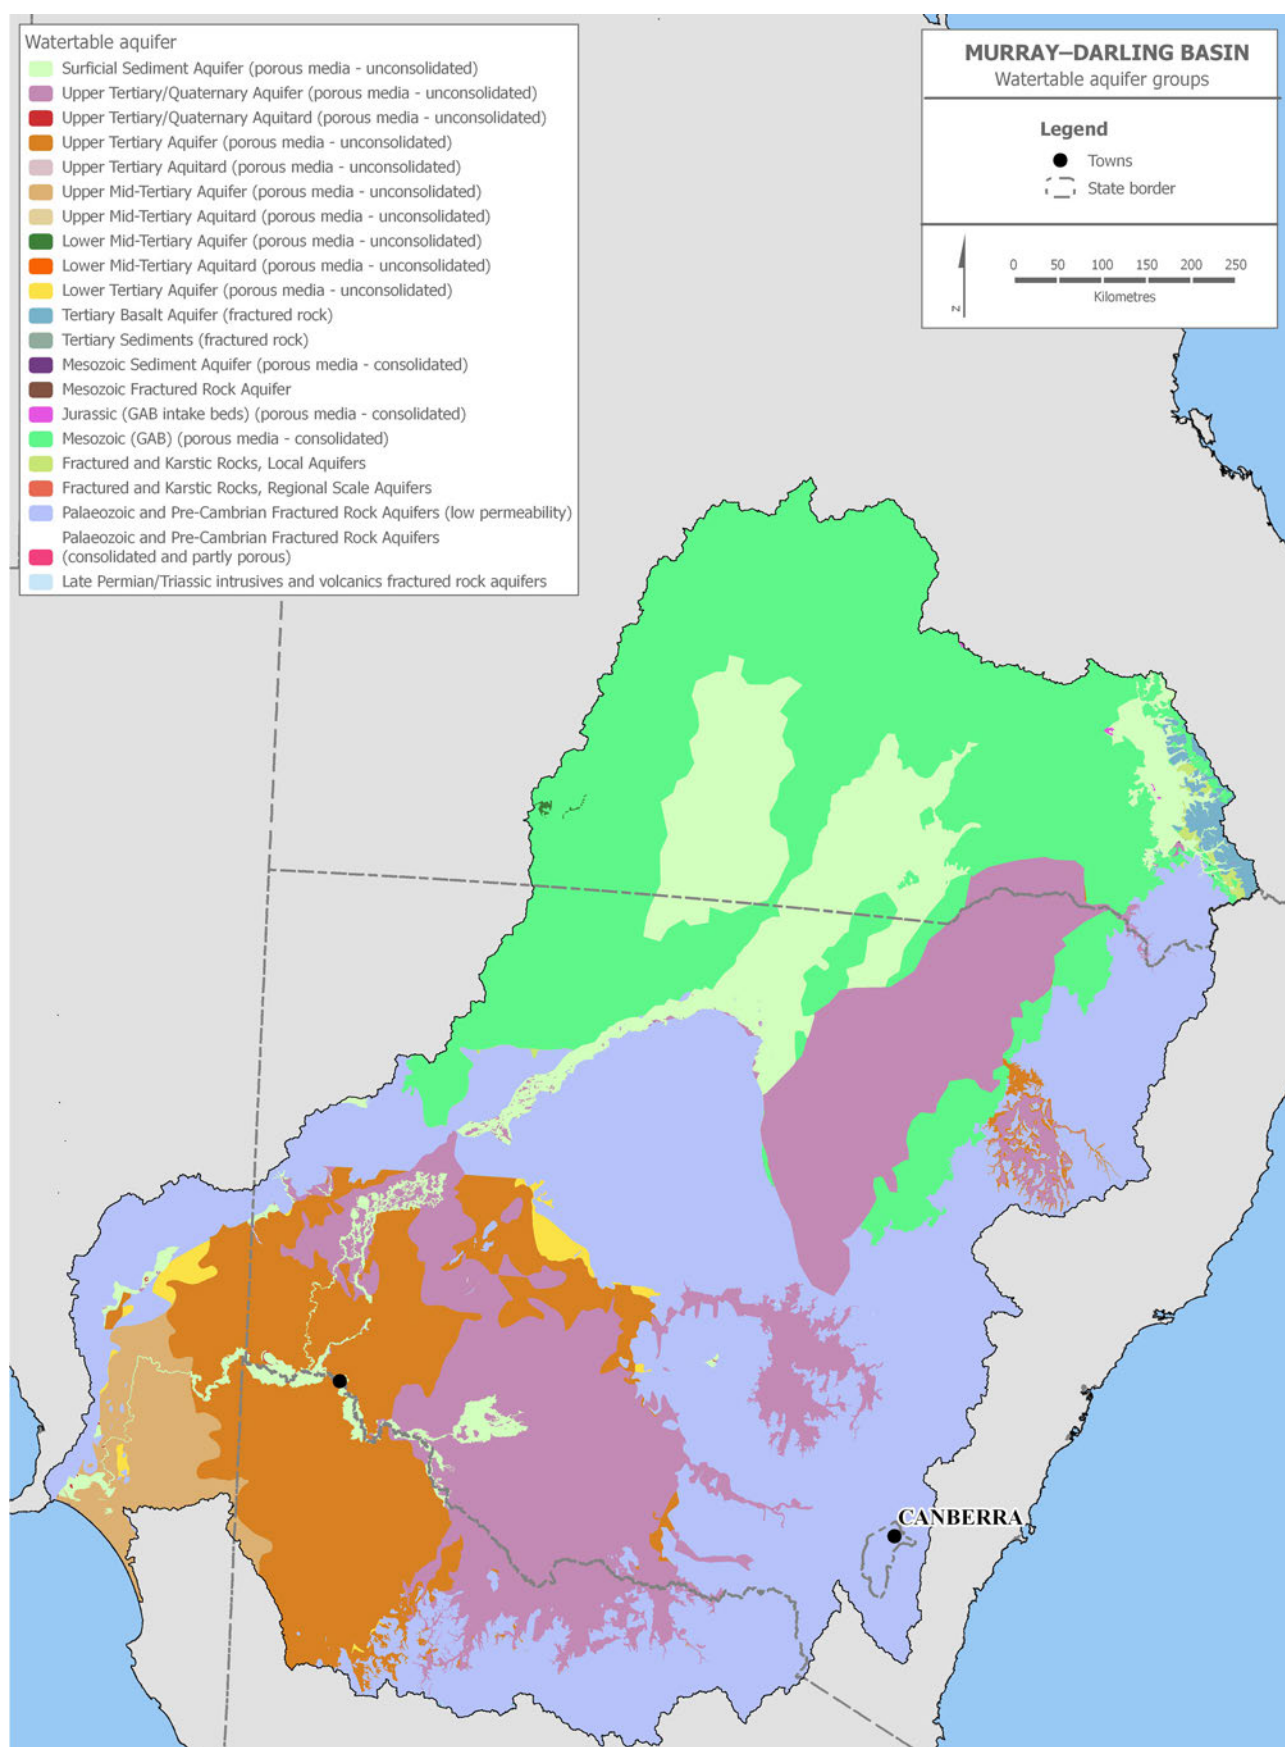 Watertable aquifer
Surficial Sediment Aquifer (porous media - unconsolidated)
Upper Tertiary/Quaternary Aquifer (porous media - unconsolidated)
Upper Tertiary/Quaternary Aquitard (porous media - unconsolidated)
Upper Tertiary Aquifer (porous media - unconsolidated)
Upper Tertiary Aquitard (porous media - unconsolidated)
Upper Mid-Tertiary Aquifer (porous media - unconsolidated)
Upper Mid-Tertiary Aquitard (porous media - unconsolidated)
Lower Mid-Tertiary Aquifer (porous media - unconsolidated)
Lower Mid-Tertiary Aquitard (porous media - unconsolidated)
Lower Tertiary Aquifer (porous media - unconsolidated)
Tertiary Basalt Aquifer (fractured rock)
Tertiary Sediments (fractured rock)
Mesozoic Sediment Aquifer (porous media - consolidated)
Mesozoic Fractured Rock Aquifer
Jurassic (GAB intake beds) (porous media - consolidated)
Mesozoic (GAB) (porous media - consolidated)
Fractured and Karstic Rocks, Local Aquifers
Fractured and Karstic Rocks, Regional Scale Aquifers
Palaeozoic and Pre-Cambrian Fractured Rock Aquifers (low permeability)
Palaeozoic and Pre-Cambrian Fractured Rock Aquifers
(consolidated and partly porous)
Late Permian/Triassic intrusives and volcanics fractured rock aquifers
MURRAY–DARLING BASIN
Watertable aquifer groups
Legend
Towns
State border
N
0 50 100 150 200 250
Kilometres
CANBERRA